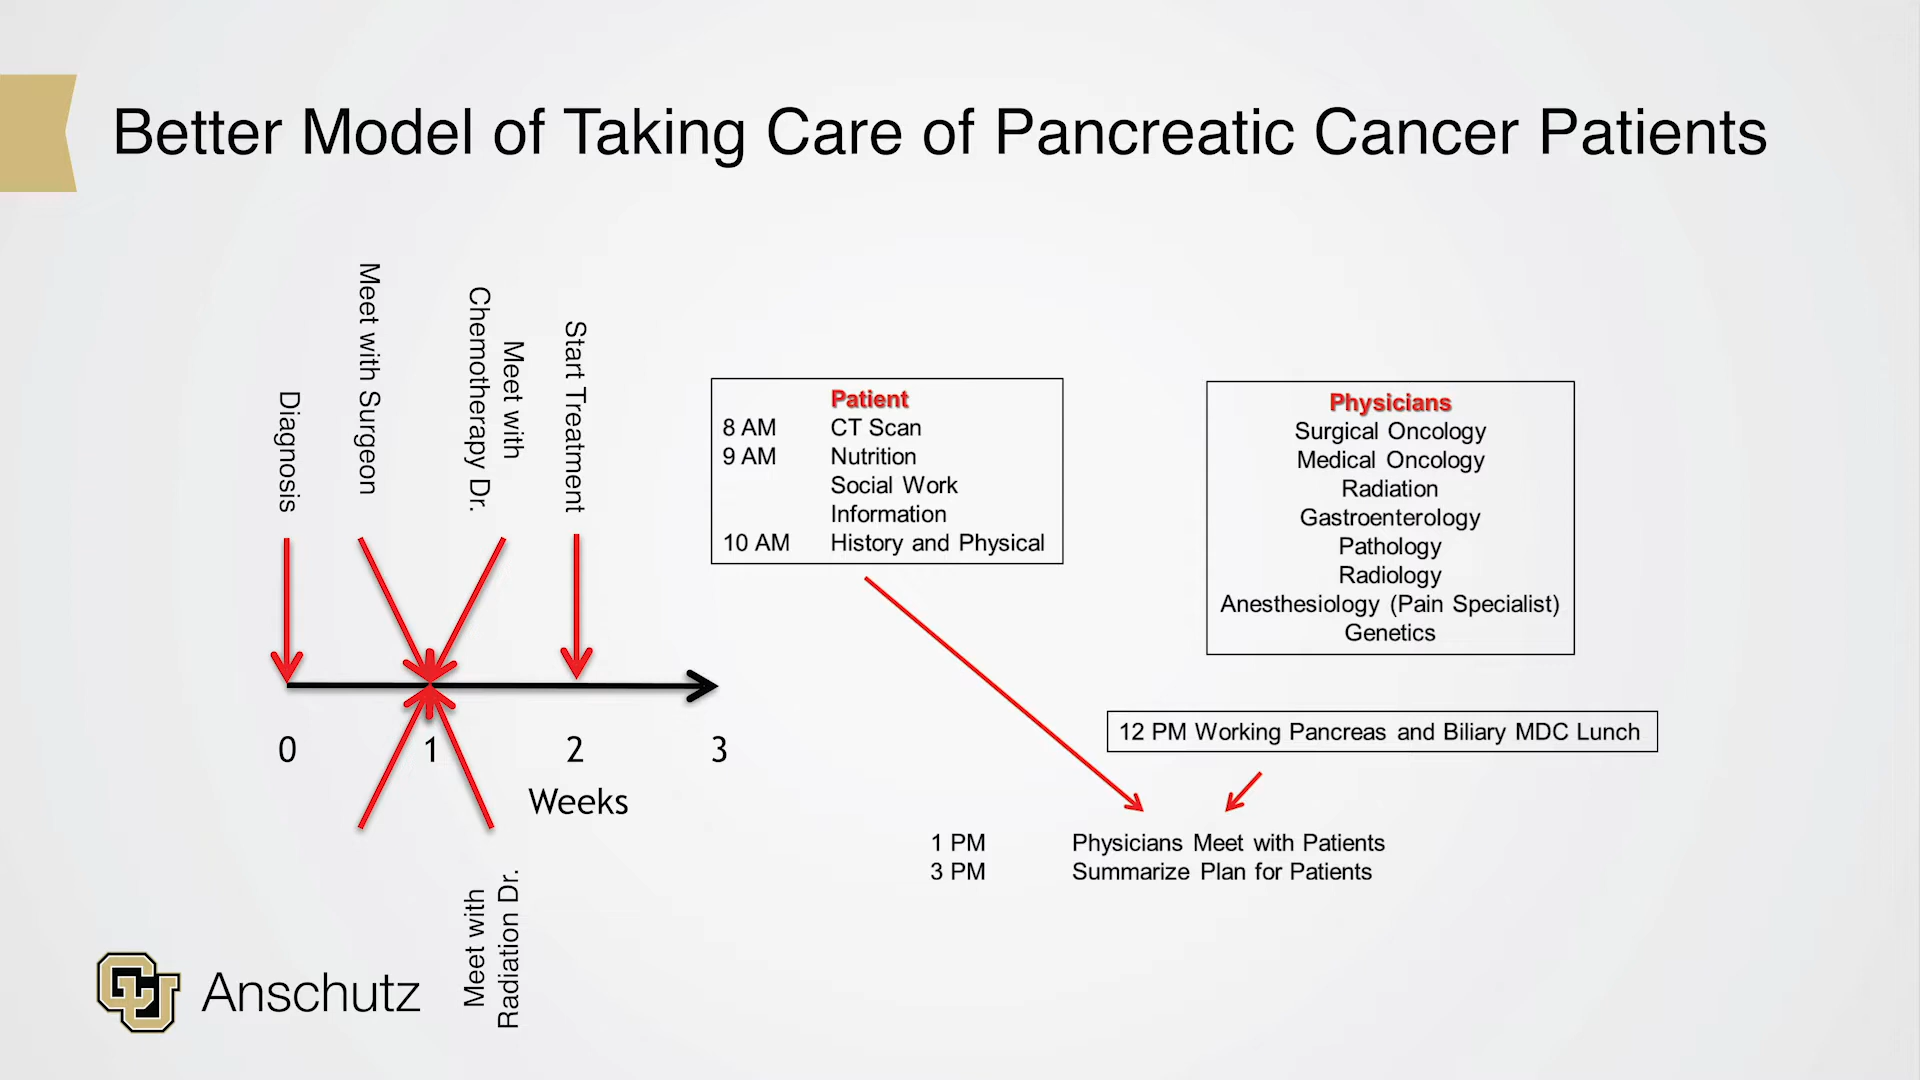 Better Model of Taking Care of Pancreatic Cancer Patients
Diagnosis
Meet with Surgeon
Meet with
Chemotherapy Dr.
Start Treatment
0 1 2 3
Weeks
Meet with
Radiation Dr.
Patient
8 AM CT Scan
9 AM Nutrition
Social Work
Information
10 AM History and Physical
Physicians
Surgical Oncology
Medical Oncology
Radiation
Gastroenterology
Pathology
Radiology
Anesthesiology (Pain Specialist)
Genetics
12 PM Working Pancreas and Biliary MDC Lunch
1 PM Physicians Meet with Patients
3 PM Summarize Plan for Patients
CU Anschutz